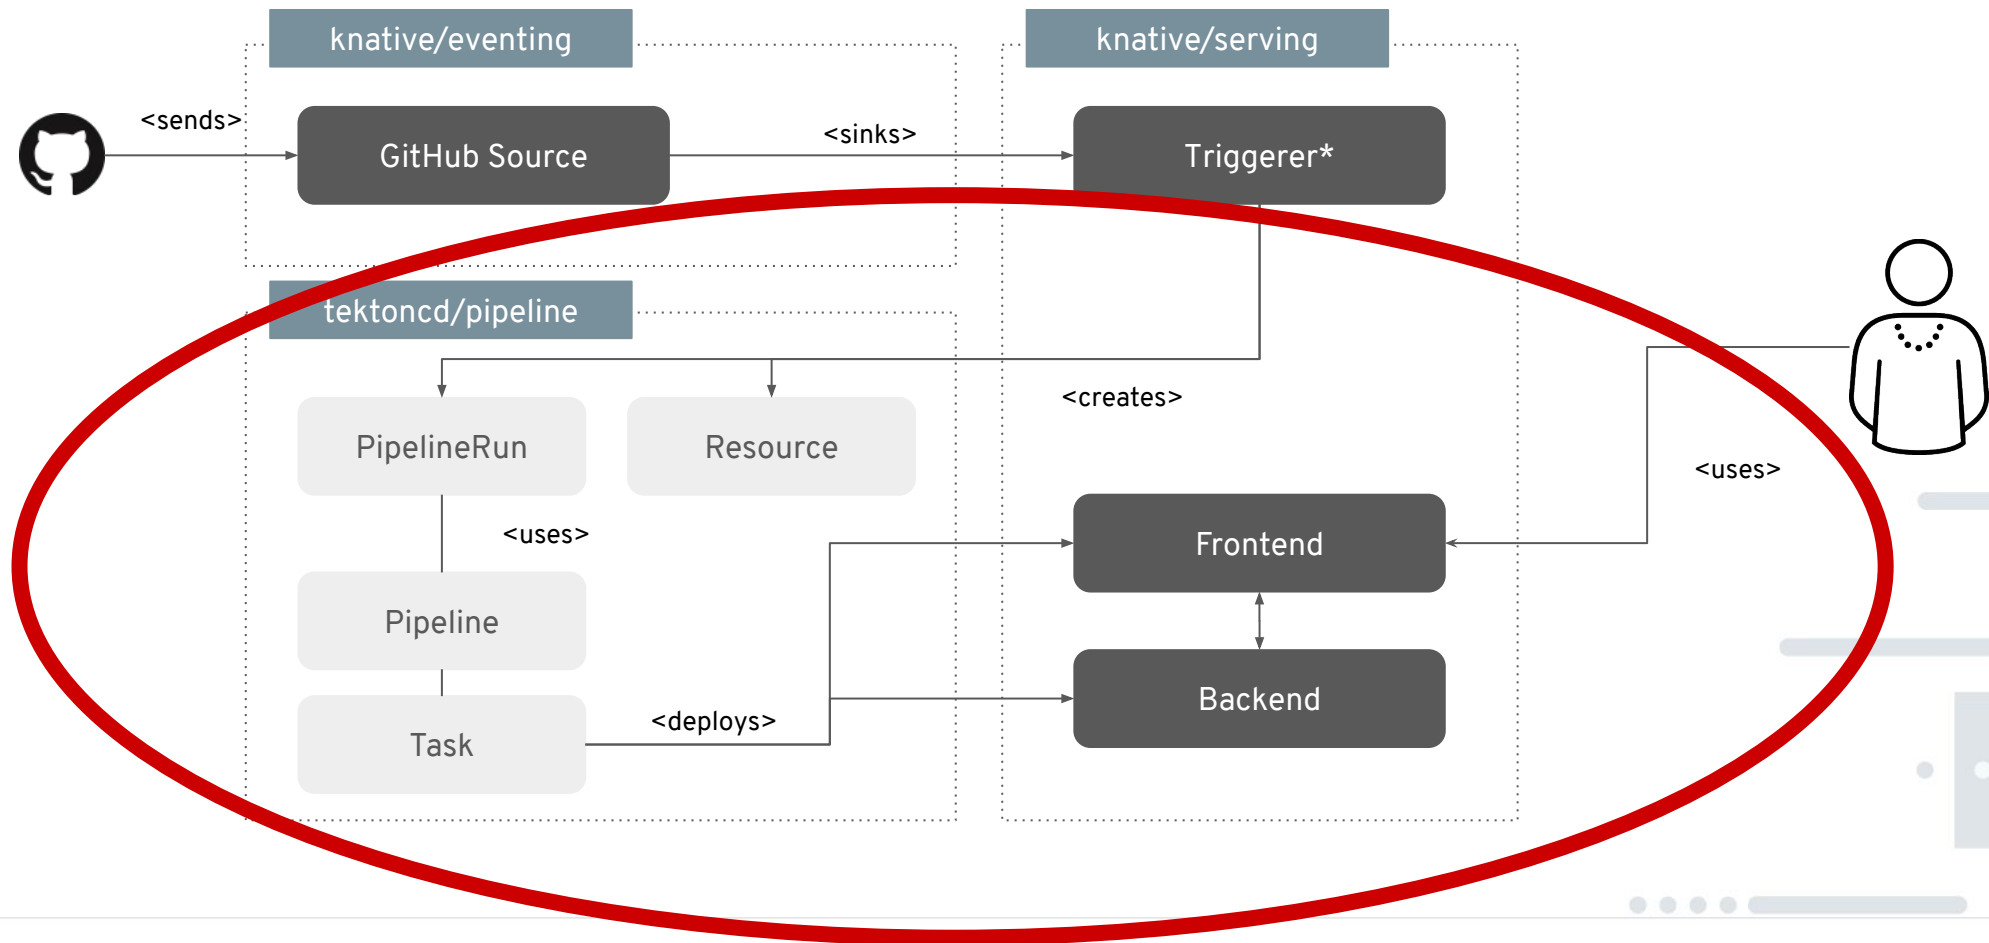 knative/eventing
knative/serving
<sends>
GitHub Source
<sinks>
Triggerer*
tektoncd/pipeline
<creates>
PipelineRun
Resource
<uses>
<uses>
Frontend
Pipeline
Backend
<deploys>
Task